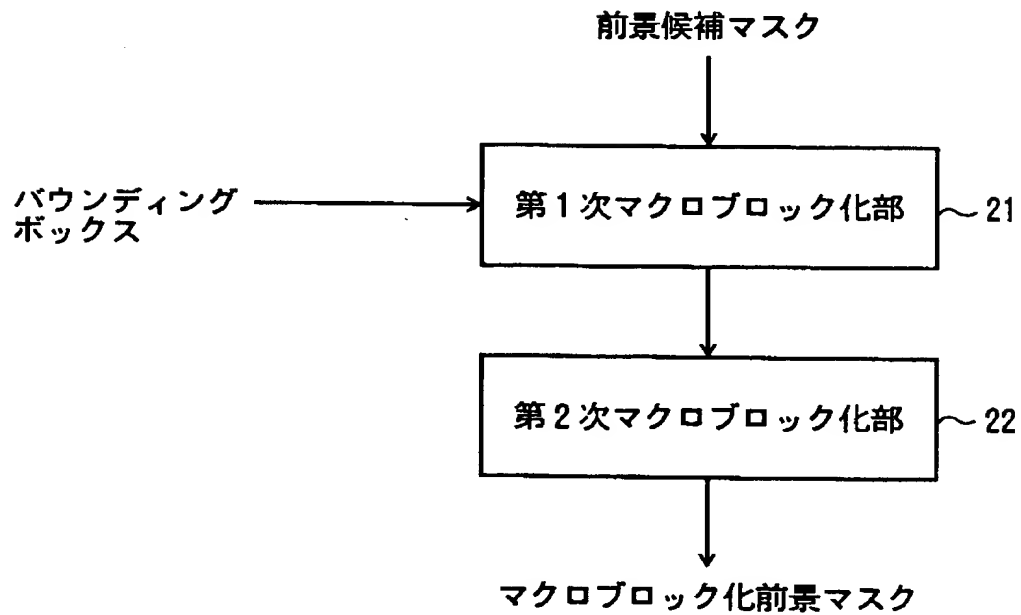 前景候補マスク
バウンディング
ボックス
第1次マクロブロック化部
21
第2次マクロブロック化部
22
マクロブロック化前景マスク